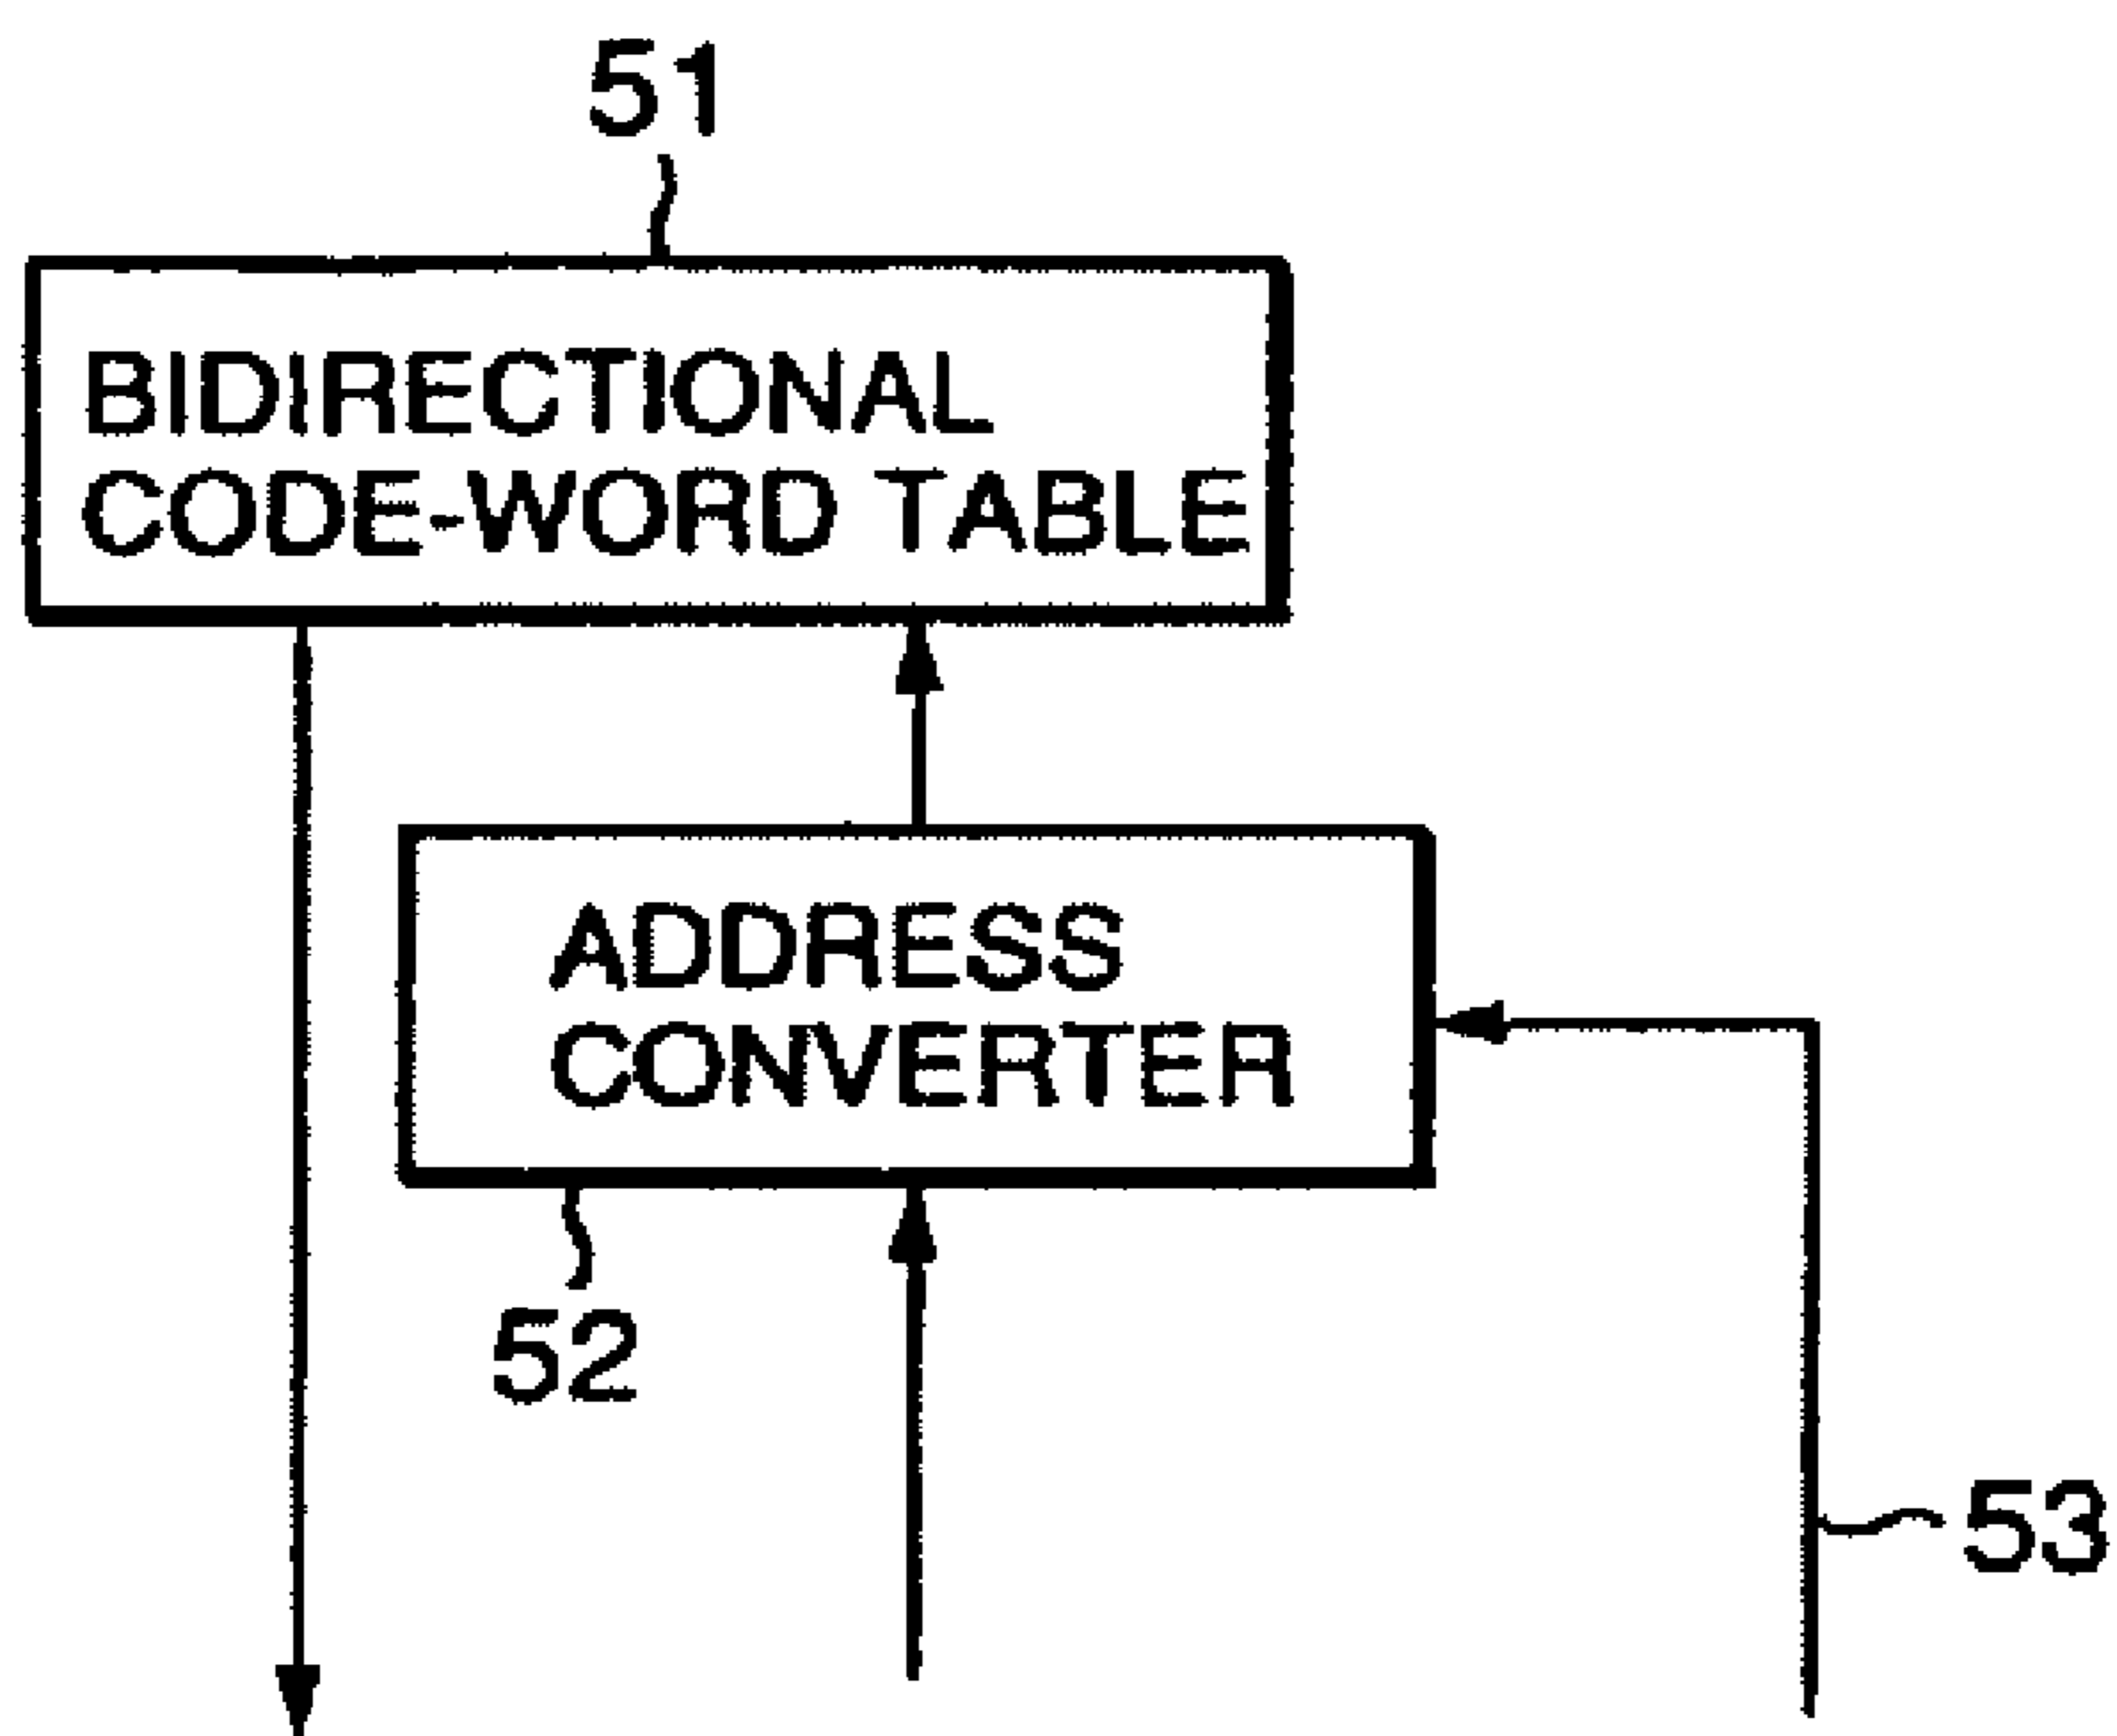 51
BIDIRECTIONAL
CODE-WORD TABLE
ADDRESS
CONVERTER
52
53